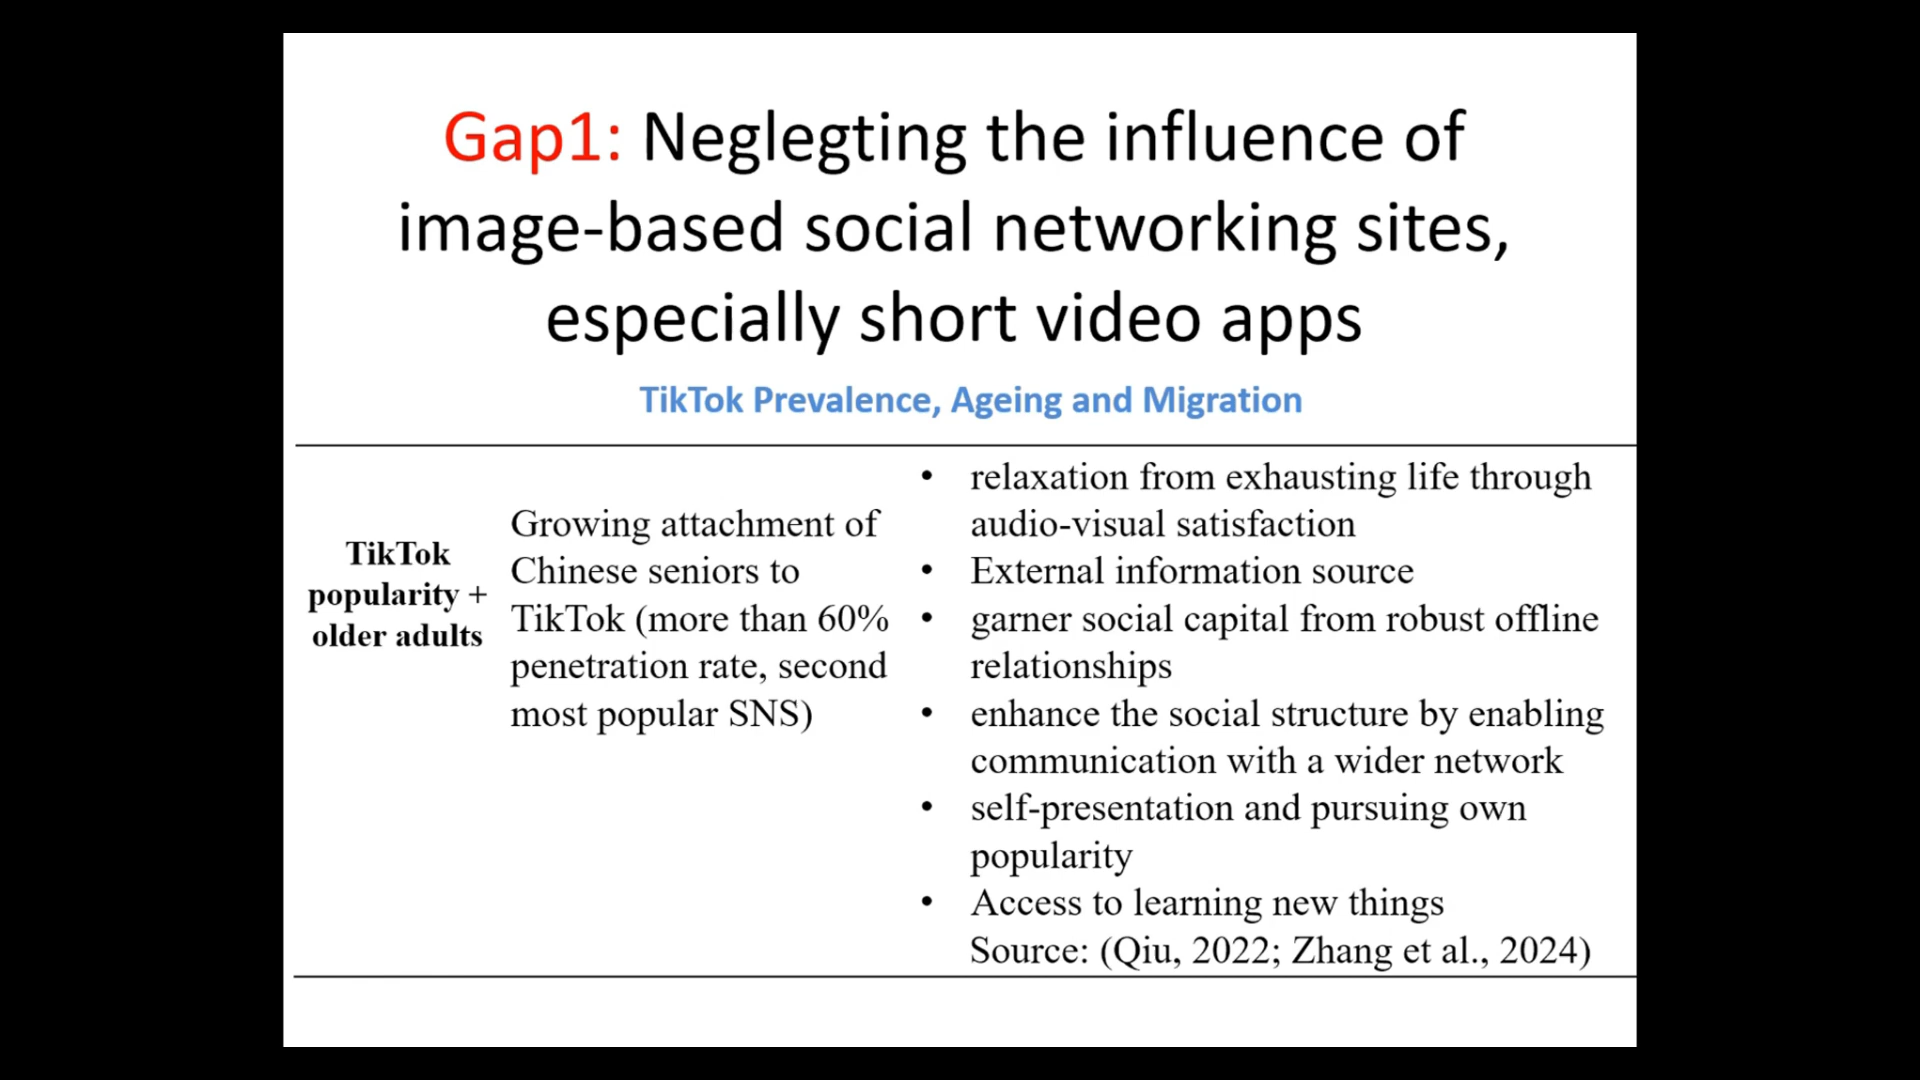 Gap1: Neglegting the influence of
image-based social networking sites,
especially short video apps
TikTok Prevalence, Ageing and Migration
TikTok
popularity +
older adults
Growing attachment of
Chinese seniors to
TikTok (more than 60%
penetration rate, second
most popular SNS)
• relaxation from exhausting life through
audio-visual satisfaction
• External information source
• garner social capital from robust offline
relationships
• enhance the social structure by enabling
communication with a wider network
• self-presentation and pursuing own
popularity
• Access to learning new things
Source: (Qiu, 2022; Zhang et al., 2024)